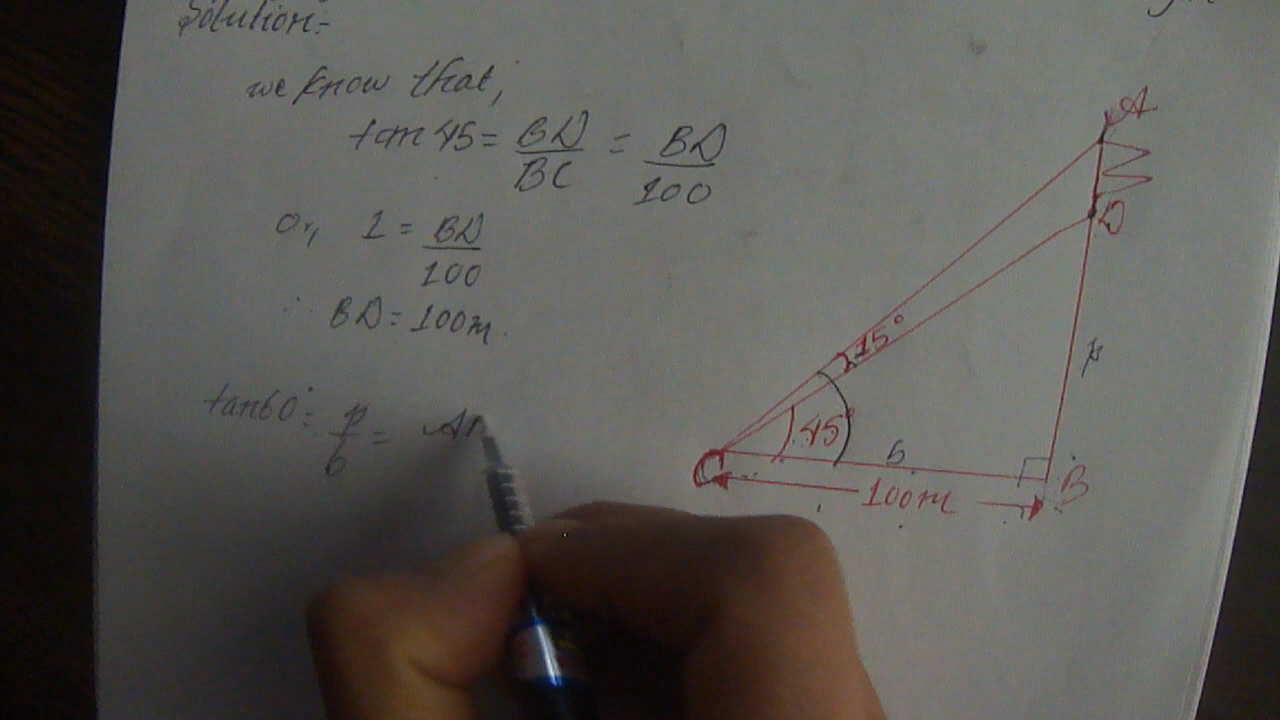 Solution:-
we know that,
tan 45 = BD/BC = BD/100
Or, 1 = BD/100
∴ BD = 100m.
tan60° = p/b =
A
D
15°
p
45°
b
C
B
100m